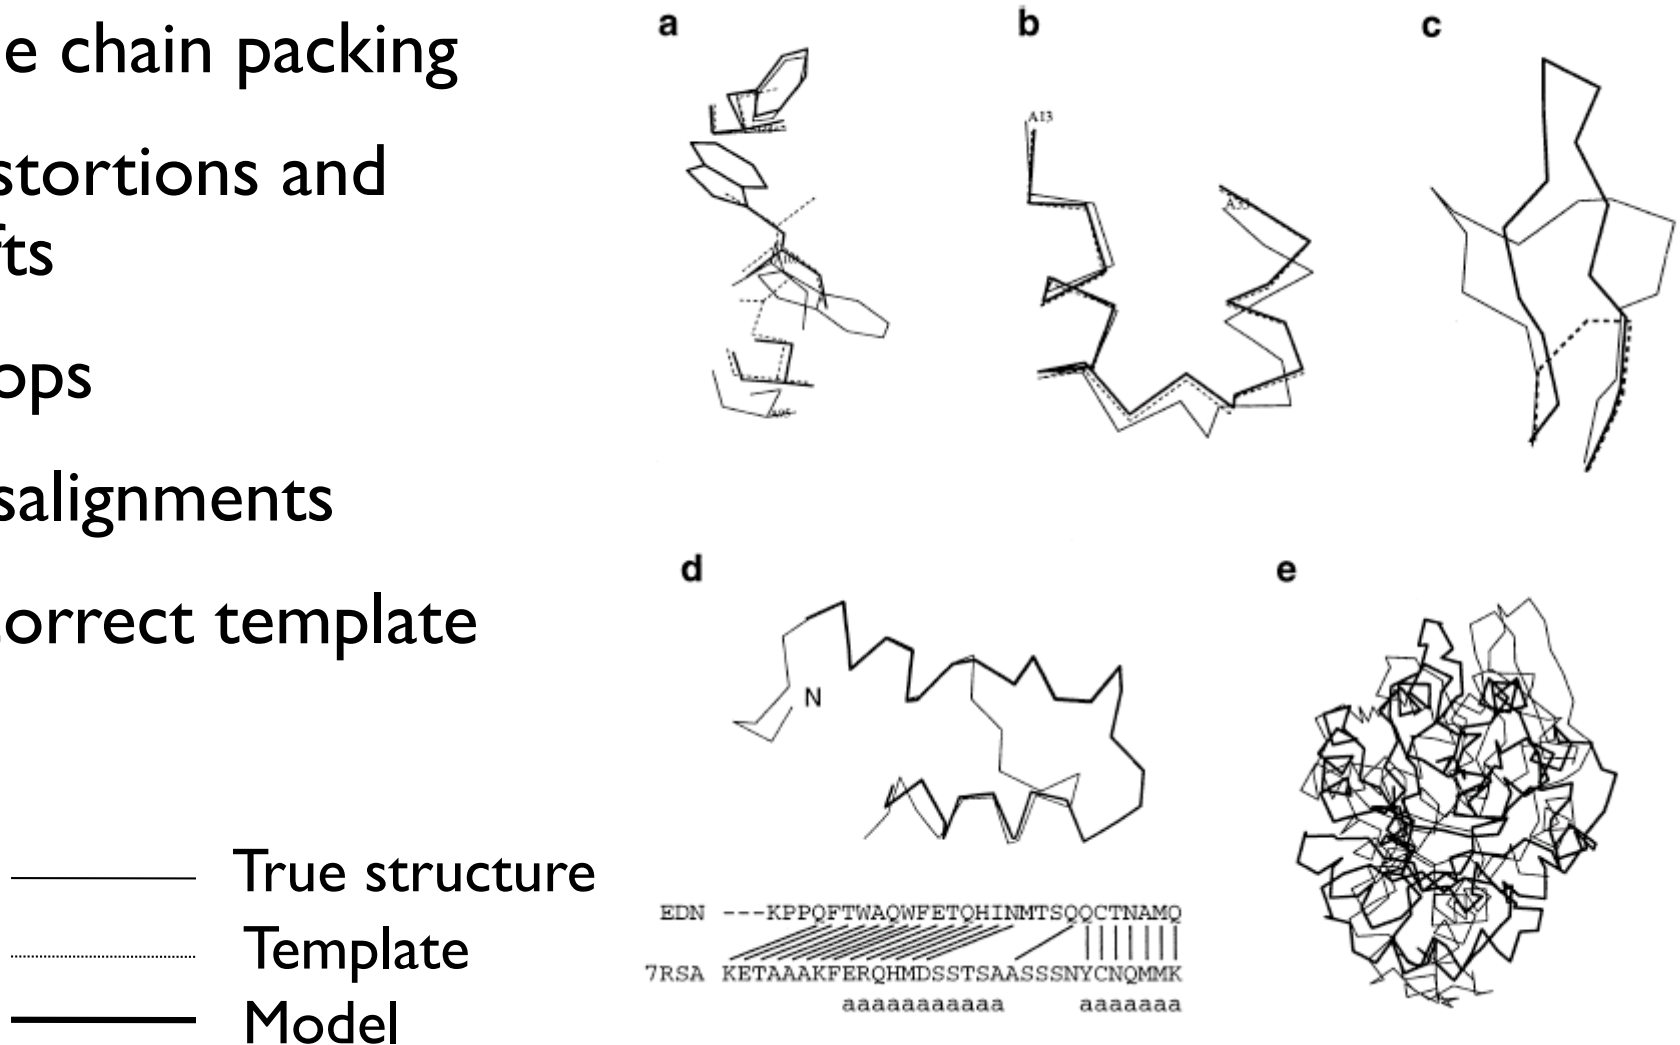 e chain packing
stortions and
fts
ops
salignments
correct template
True structure
Template
Model
a
b
c
A13
d
e
N
EDN ---KPPQFTWAQWFETQHINMTSQQCTNAMQ
7RSA KETAAAKFERQHMDSSTSAASSSNYCNQMMK
aaaaaaaaaaa aaaaaaa